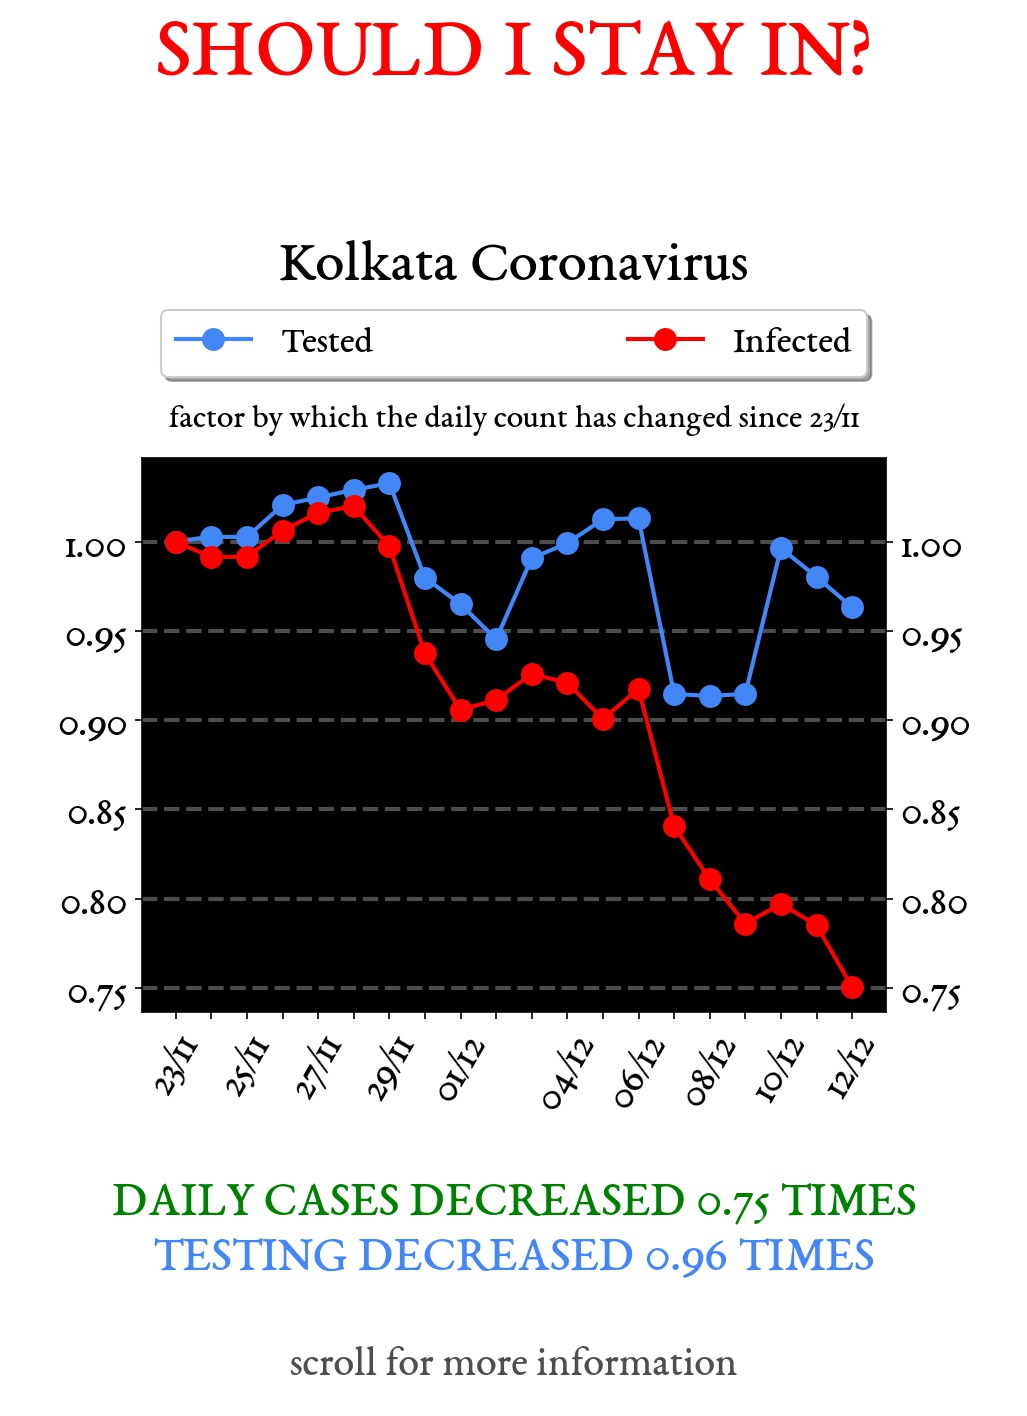 SHOULD I STAY IN?
Kolkata Coronavirus
Tested Infected
factor by which the daily count has changed since 23/11
1.00 1.00
0.95 0.95
0.90 0.90
0.85 0.85
0.80 0.80
0.75 0.75
23/11 25/11 27/11 29/11 01/12 04/12 06/12 08/12 10/12 12/12
DAILY CASES DECREASED 0.75 TIMES
TESTING DECREASED 0.96 TIMES
scroll for more information